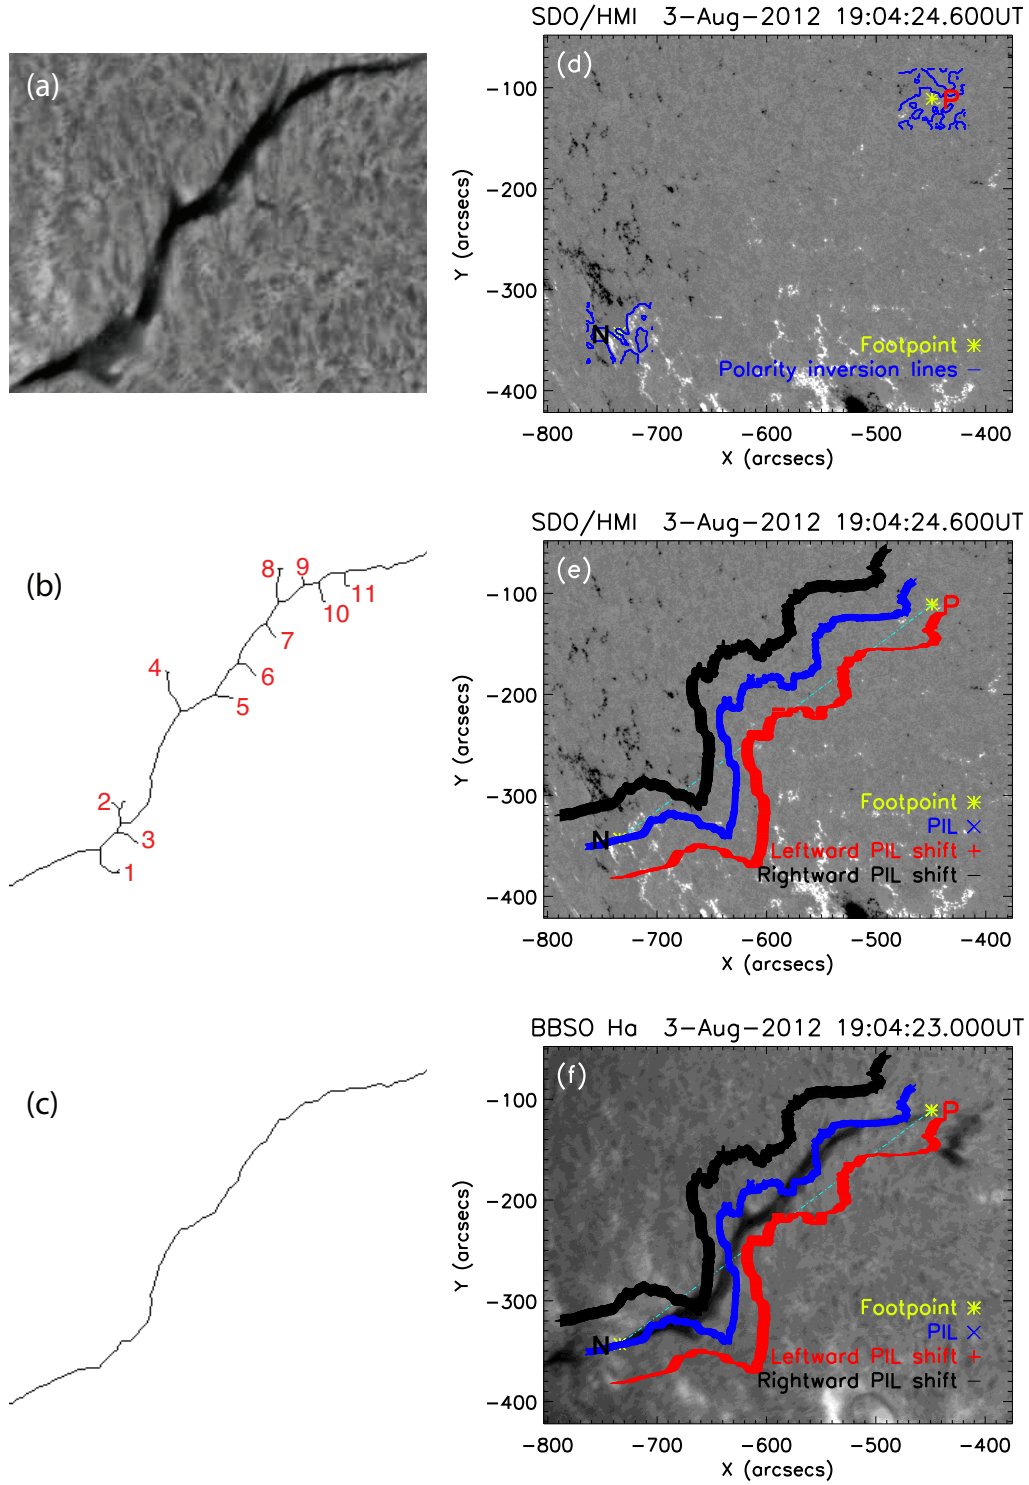 (a)
(b)
8
9
10
11
7
4
6
5
2
3
1
(c)
SDO/HMI 3-Aug-2012 19:04:24.600UT
(d)
P
N
Footpoint
Polarity inversion lines –
-100
-200
-300
-400
Y (arcsecs)
-800 -700 -600 -500 -400
X (arcsecs)
SDO/HMI 3-Aug-2012 19:04:24.600UT
(e)
P
N
Footpoint
PIL ×
Leftward PIL shift +
Rightward PIL shift –
-100
-200
-300
-400
Y (arcsecs)
-800 -700 -600 -500 -400
X (arcsecs)
BBSO Ha 3-Aug-2012 19:04:23.000UT
(f)
P
N
Footpoint
PIL ×
Leftward PIL shift +
Rightward PIL shift –
-100
-200
-300
-400
Y (arcsecs)
-800 -700 -600 -500 -400
X (arcsecs)